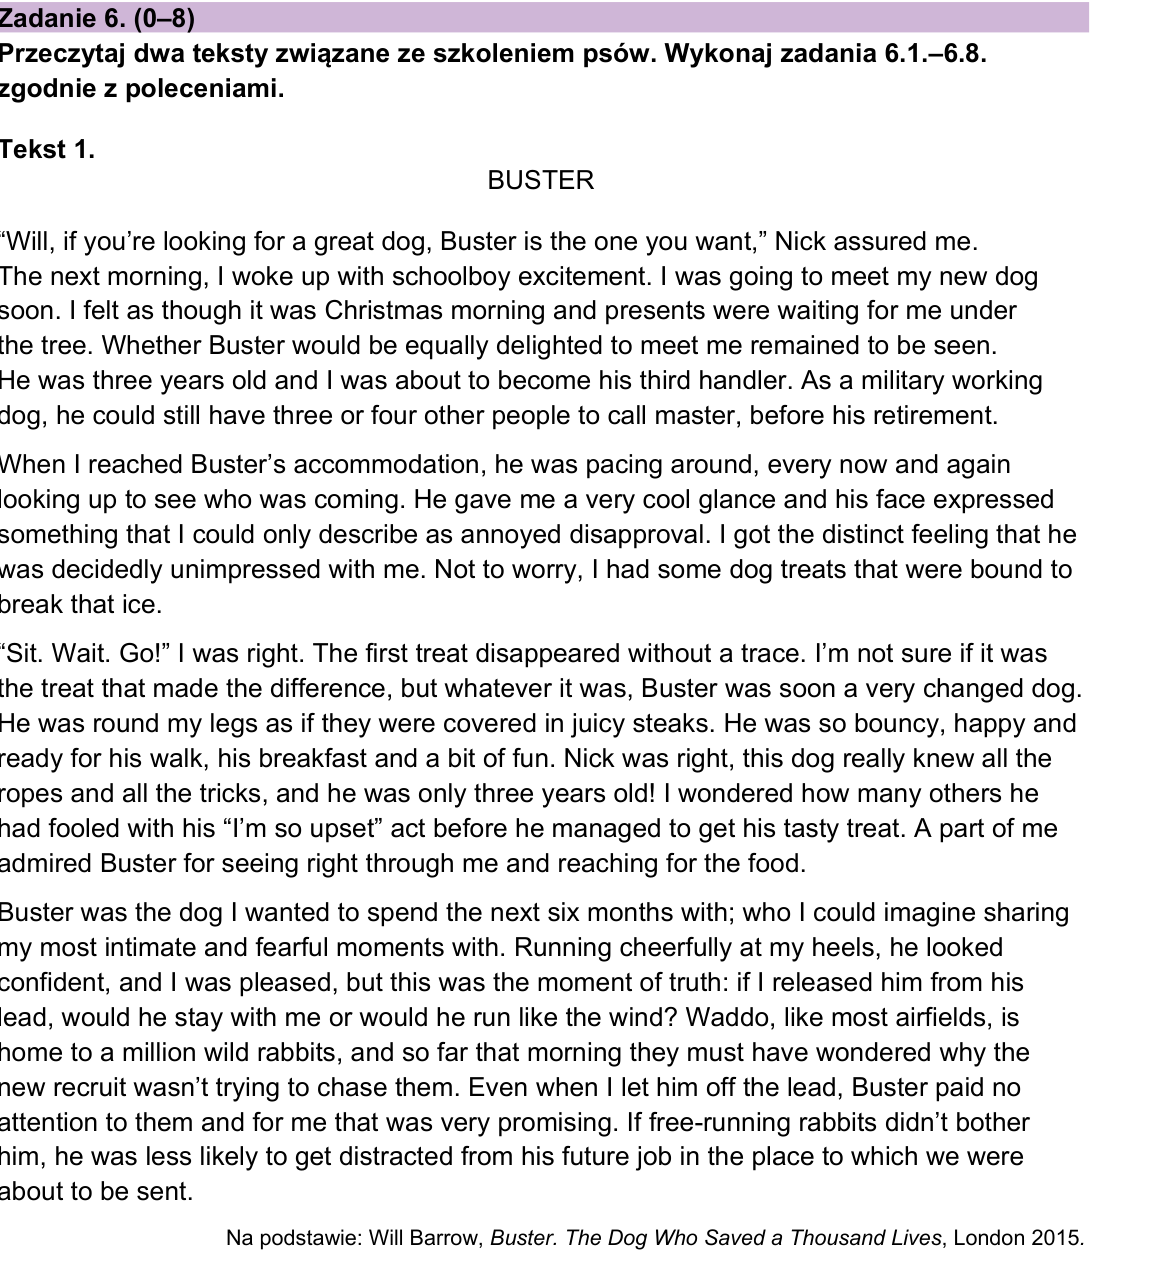 Zadanie 6. (0–8)
Przeczytaj dwa teksty związane ze szkoleniem psów. Wykonaj zadania 6.1.–6.8.
zgodnie z poleceniami.
Tekst 1.
BUSTER
“Will, if you’re looking for a great dog, Buster is the one you want,” Nick assured me.
The next morning, I woke up with schoolboy excitement. I was going to meet my new dog
soon. I felt as though it was Christmas morning and presents were waiting for me under
the tree. Whether Buster would be equally delighted to meet me remained to be seen.
He was three years old and I was about to become his third handler. As a military working
dog, he could still have three or four other people to call master, before his retirement.
When I reached Buster’s accommodation, he was pacing around, every now and again
looking up to see who was coming. He gave me a very cool glance and his face expressed
something that I could only describe as annoyed disapproval. I got the distinct feeling that he
was decidedly unimpressed with me. Not to worry, I had some dog treats that were bound to
break that ice.
“Sit. Wait. Go!” I was right. The first treat disappeared without a trace. I’m not sure if it was
the treat that made the difference, but whatever it was, Buster was soon a very changed dog.
He was round my legs as if they were covered in juicy steaks. He was so bouncy, happy and
ready for his walk, his breakfast and a bit of fun. Nick was right, this dog really knew all the
ropes and all the tricks, and he was only three years old! I wondered how many others he
had fooled with his “I’m so upset” act before he managed to get his tasty treat. A part of me
admired Buster for seeing right through me and reaching for the food.
Buster was the dog I wanted to spend the next six months with; who I could imagine sharing
my most intimate and fearful moments with. Running cheerfully at my heels, he looked
confident, and I was pleased, but this was the moment of truth: if I released him from his
lead, would he stay with me or would he run like the wind? Waddo, like most airfields, is
home to a million wild rabbits, and so far that morning they must have wondered why the
new recruit wasn’t trying to chase them. Even when I let him off the lead, Buster paid no
attention to them and for me that was very promising. If free-running rabbits didn’t bother
him, he was less likely to get distracted from his future job in the place to which we were
about to be sent.
Na podstawie: Will Barrow, Buster. The Dog Who Saved a Thousand Lives, London 2015.